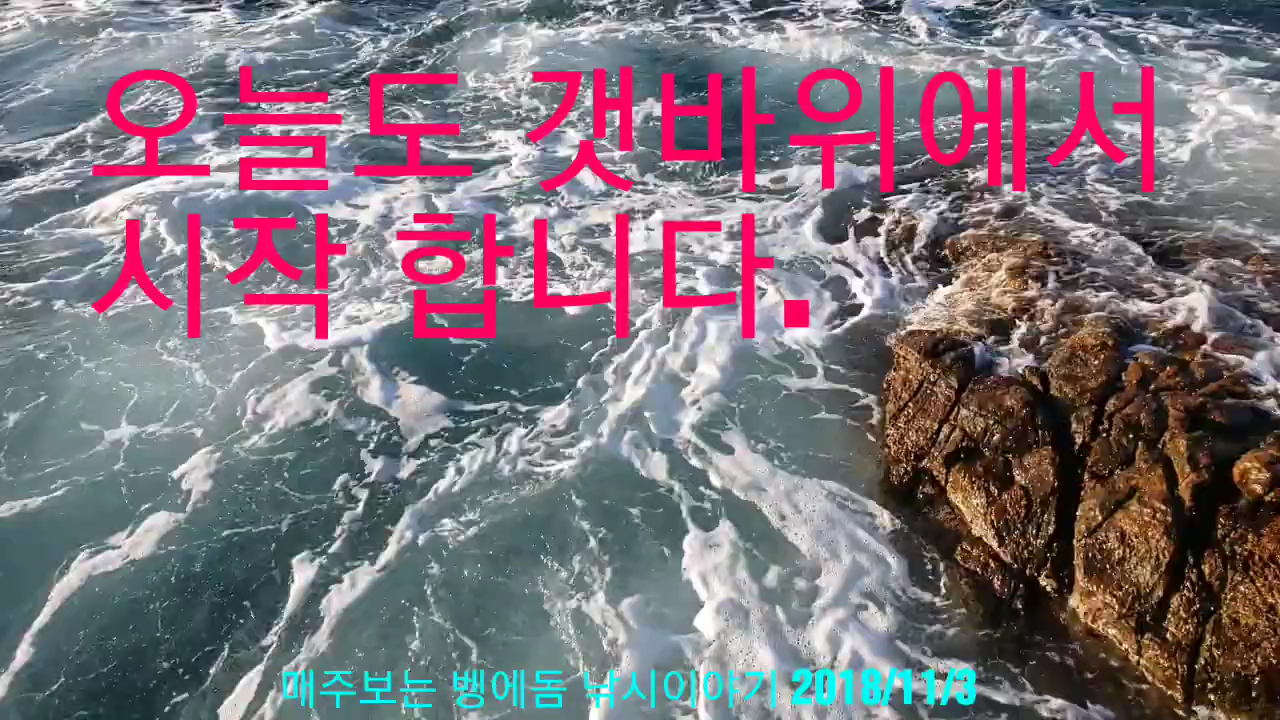 오늘도 갯바위에서
시작 합니다.
매주보는 벵에돔 낚시이야기 2018/11/3